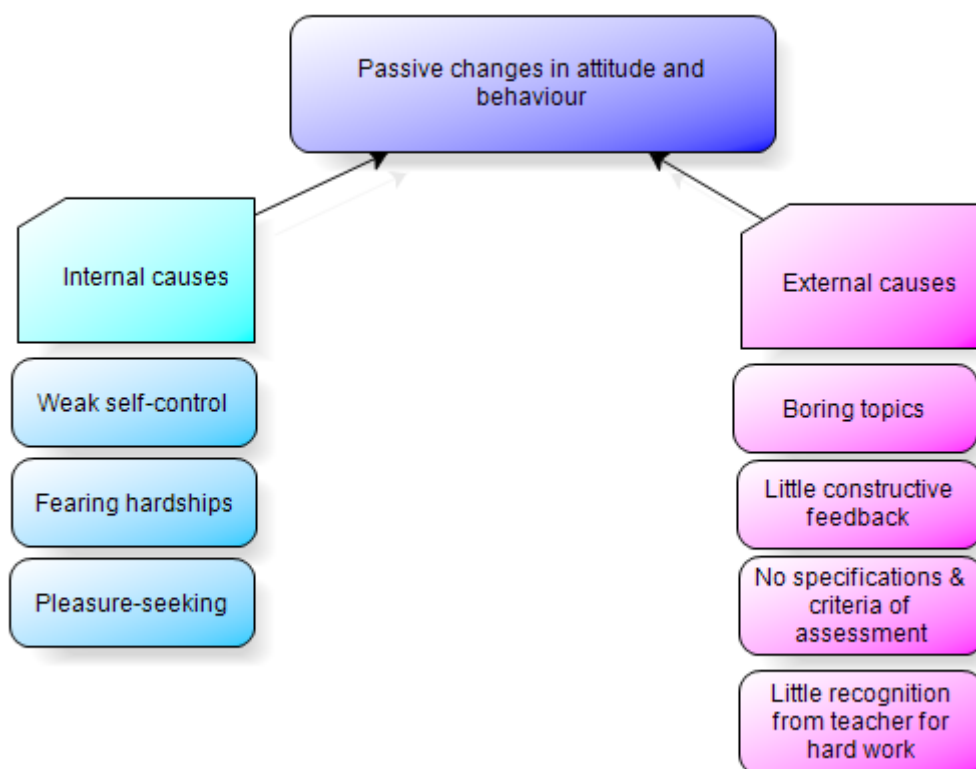 Passive changes in attitude and
behaviour
Internal causes
Weak self-control
Fearing hardships
Pleasure-seeking
External causes
Boring topics
Little constructive
feedback
No specifications &
criteria of
assessment
Little recognition
from teacher for
hard work